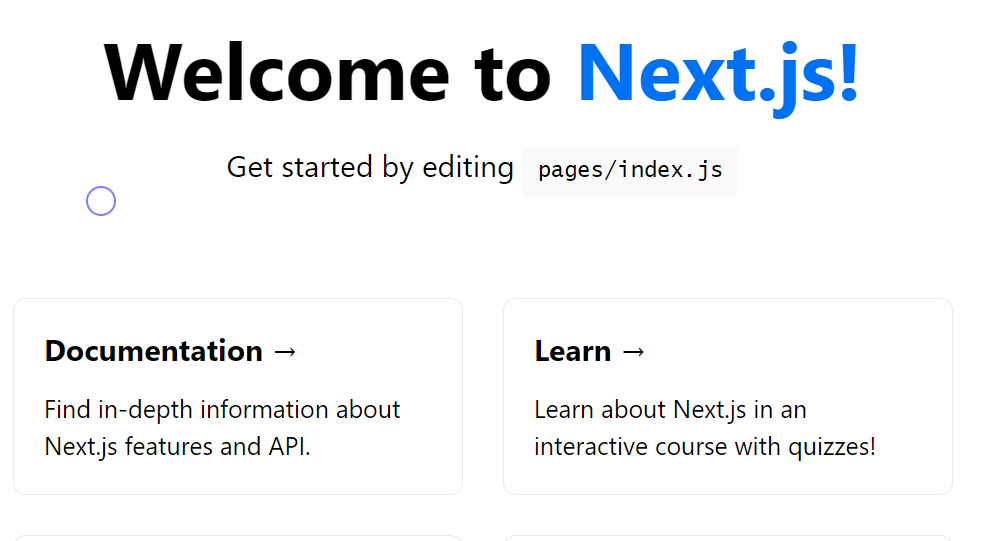 Welcome to Next.js!
Get started by editing pages/index.js
Documentation →
Find in-depth information about
Next.js features and API.
Learn →
Learn about Next.js in an
interactive course with quizzes!